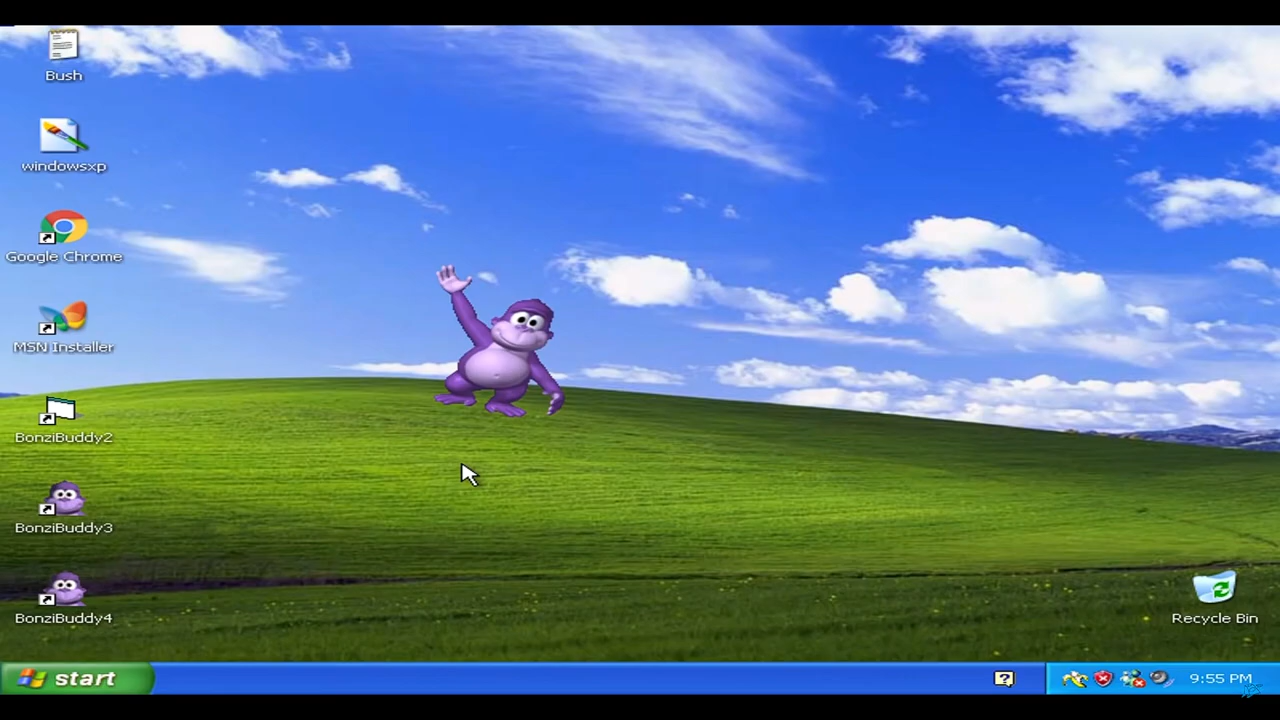 Bush
windowsxp
Google Chrome
MSN Installer
BonziBuddy2
BonziBuddy3
BonziBuddy4
Recycle Bin
start
?
9:55 PM